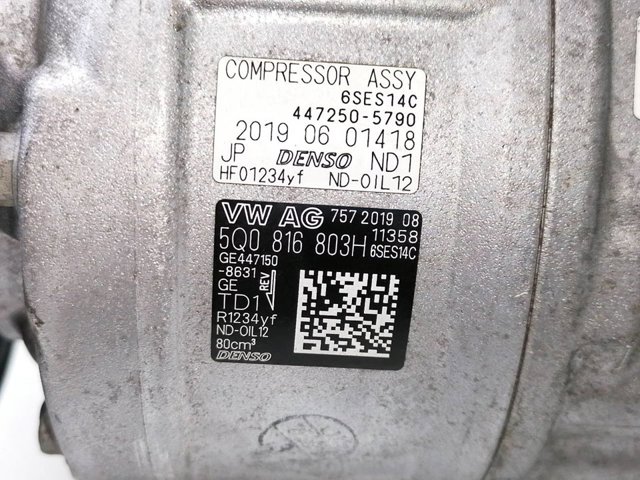 COMPRESSOR ASSY
6SES14C
447250-5790
2019 06 01418
JP DENSO ND1
HF01234yf ND-OIL12
VW AG 757 2019 08
11358
5Q0 816 803H 6SES14C
GE447150
-8631
GE REV
TD1
R1234yf
ND-OIL12
80cm³
DENSO